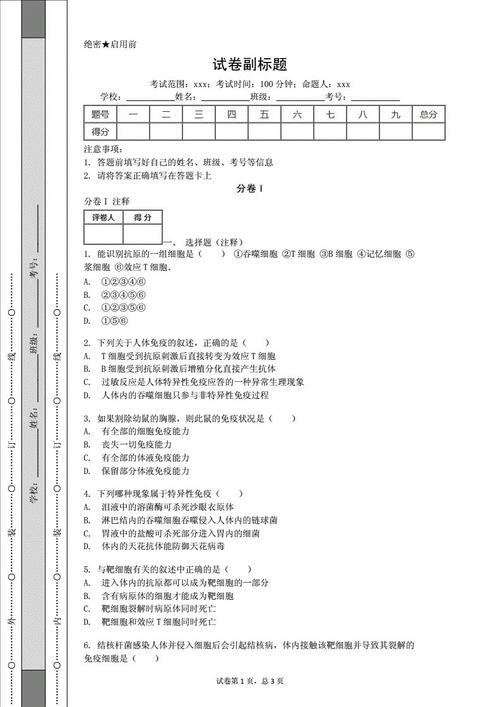 绝密★启用前
试卷副标题
考试范围：xxx；考试时间：100分钟；命题人：xxx
学校：___________姓名：___________班级：___________考号：___________
题号 一 二 三 四 五 六 七 八 九 总分
得分
注意事项：
1. 答题前填写好自己的姓名、班级、考号等信息
2. 请将答案正确填写在答题卡上
分卷I
分卷 I 注释
评卷人 得 分
一、 选择题（注释）
1. 能识别抗原的一组细胞是（ ） ①吞噬细胞 ②T细胞 ③B细胞 ④记忆细胞 ⑤
浆细胞 ⑥效应T细胞.
A. ①②③④⑥
B. ②③④⑤⑥
C. ①②③④⑤
D. ①⑤⑥
2. 下列关于人体免疫的叙述，正确的是（ ）
A. T细胞受到抗原刺激后直接转变为效应T细胞
B. B细胞受到抗原刺激后增殖分化直接产生抗体
C. 过敏反应是人体特异性免疫应答的一种异常生理现象
D. 人体内的吞噬细胞只参与非特异性免疫过程
3. 如果割除幼鼠的胸腺，则此鼠的免疫状况是（ ）
A. 有全部的细胞免疫能力
B. 丧失一切免疫能力
C. 有全部的体液免疫能力
D. 保留部分体液免疫能力
4. 下列哪种现象属于特异性免疫（ ）
A. 泪液中的溶菌酶可杀死沙眼衣原体
B. 淋巴结内的吞噬细胞吞噬侵入人体内的链球菌
C. 胃液中的盐酸可杀死部分进入胃内的细菌
D. 体内的天花抗体能防御天花病毒
5. 与靶细胞有关的叙述中正确的是（ ）
A. 进入体内的抗原都可以成为靶细胞的一部分
B. 含有病原体的细胞才能成为靶细胞
C. 靶细胞裂解时病原体同时死亡
D. 靶细胞和效应T细胞同时死亡
6. 结核杆菌感染人体并侵入细胞后会引起结核病，体内接触该靶细胞并导致其裂解的
免疫细胞是（ ）
试卷第1页，总3页
学校：___________姓名：___________班级：___________考号：___________
外…………○…………装…………○…………订…………○…………线…………○…………
内…………○…………装…………○…………订…………○…………线…………○…………